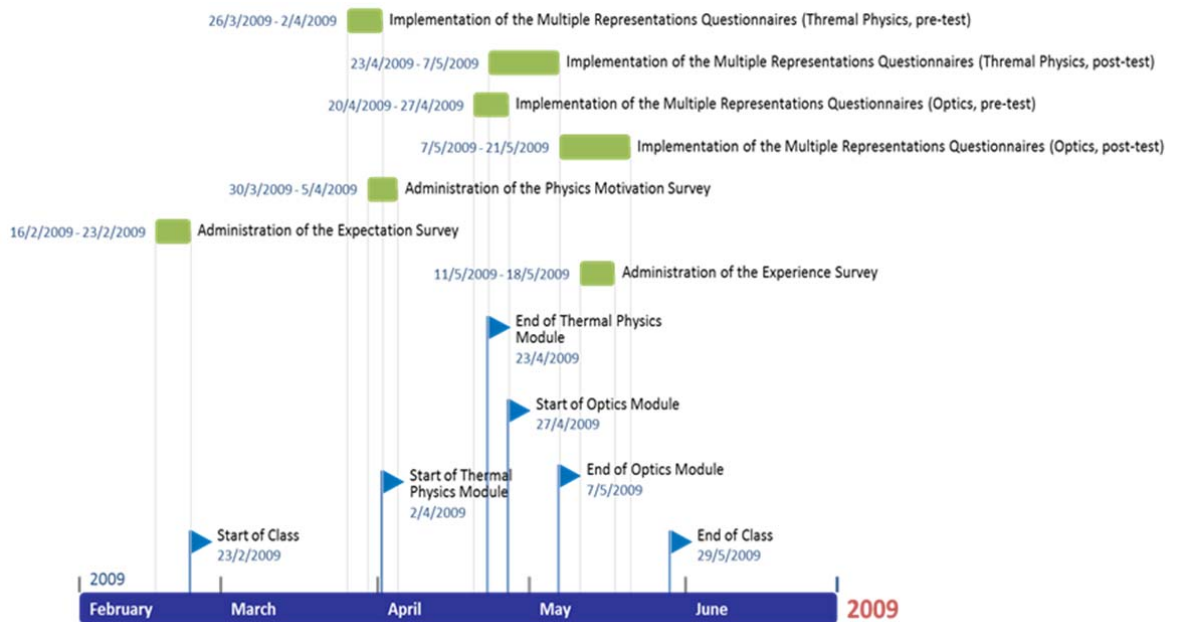 26/3/2009 - 2/4/2009 Implementation of the Multiple Representations Questionnaires (Thremal Physics, pre-test)
23/4/2009 - 7/5/2009 Implementation of the Multiple Representations Questionnaires (Thremal Physics, post-test)
20/4/2009 - 27/4/2009 Implementation of the Multiple Representations Questionnaires (Optics, pre-test)
7/5/2009 - 21/5/2009 Implementation of the Multiple Representations Questionnaires (Optics, post-test)
30/3/2009 - 5/4/2009 Administration of the Physics Motivation Survey
16/2/2009 - 23/2/2009 Administration of the Expectation Survey
11/5/2009 - 18/5/2009 Administration of the Experience Survey
End of Thermal Physics
Module
23/4/2009
Start of Optics Module
27/4/2009
Start of Thermal
Physics Module
2/4/2009
End of Optics Module
7/5/2009
Start of Class
23/2/2009
End of Class
29/5/2009
2009
February March April May June 2009